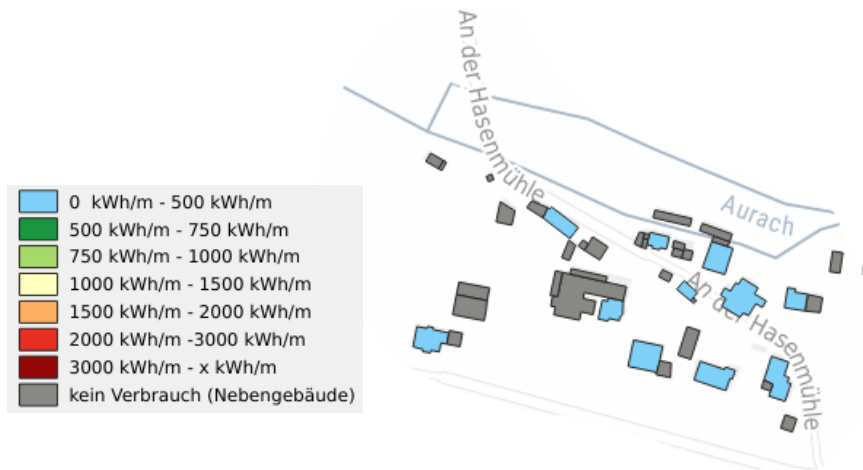 An der Hasenmühle
Aurach
An der Hasenmühle
0 kWh/m - 500 kWh/m
500 kWh/m - 750 kWh/m
750 kWh/m - 1000 kWh/m
1000 kWh/m - 1500 kWh/m
1500 kWh/m - 2000 kWh/m
2000 kWh/m -3000 kWh/m
3000 kWh/m - x kWh/m
kein Verbrauch (Nebengebäude)